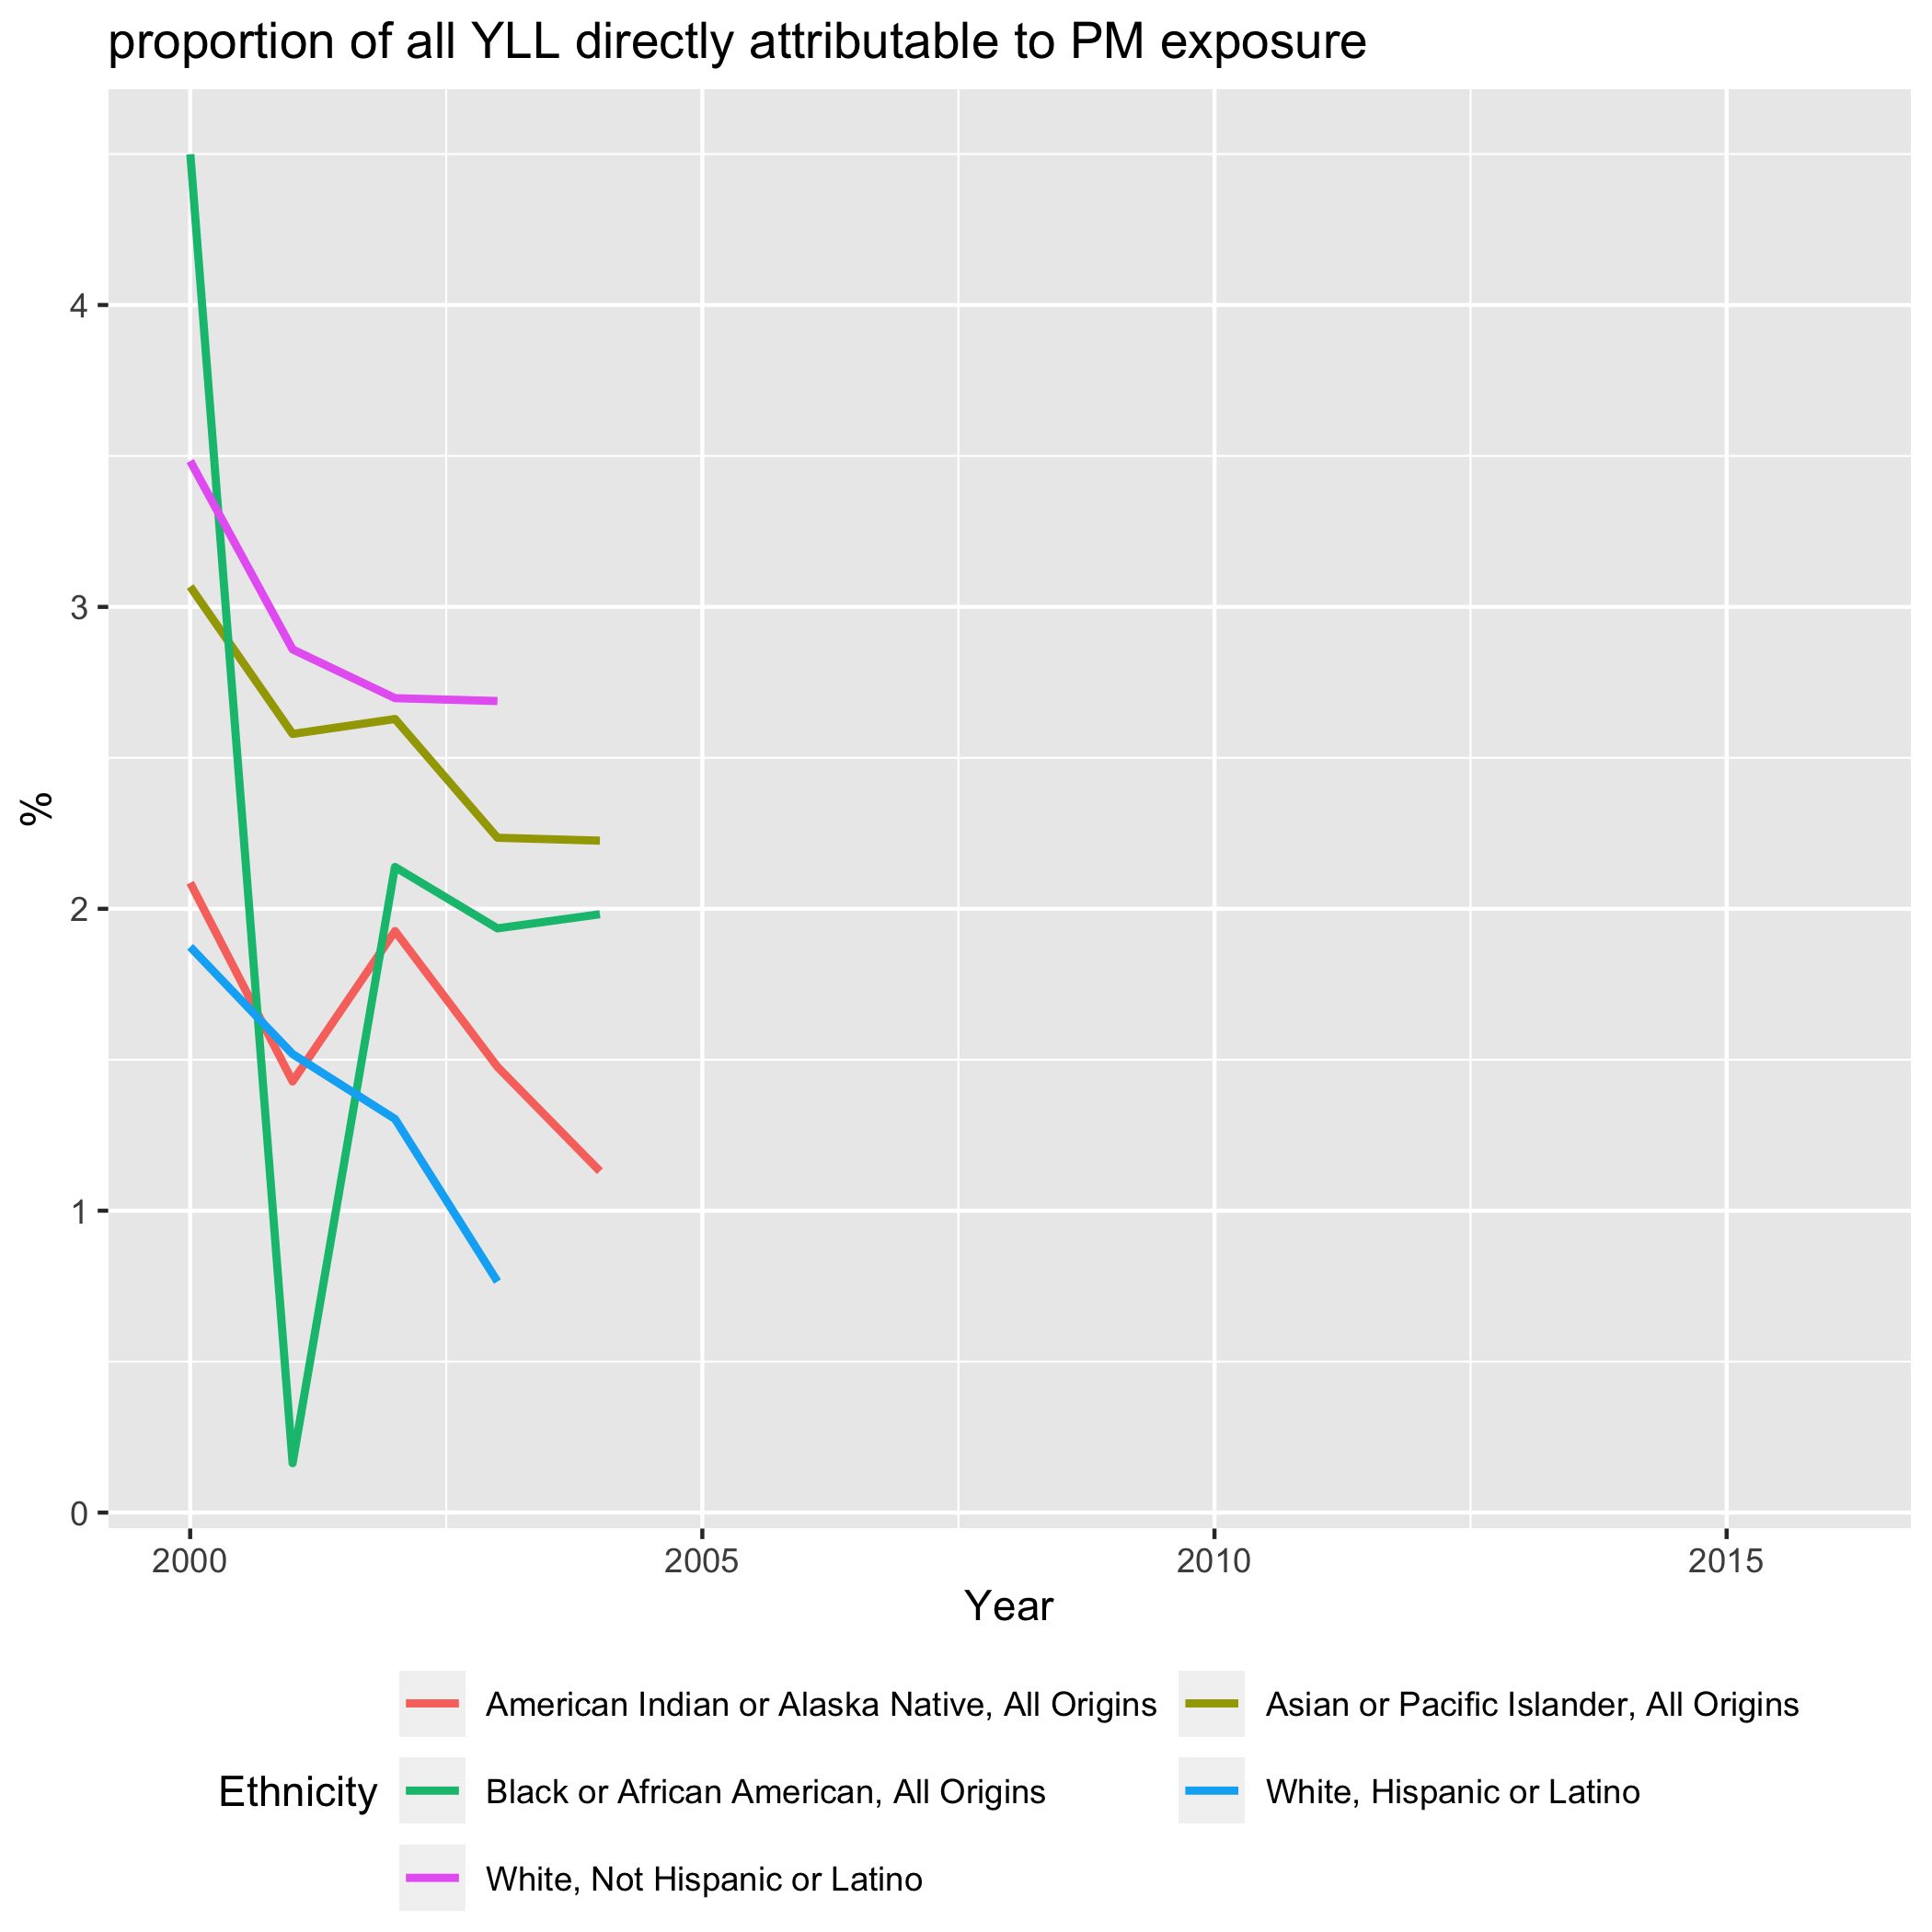 proportion of all YLL directly attributable to PM exposure
4
3
2
1
0
%
2000 2005 2010 2015
Year
Ethnicity
American Indian or Alaska Native, All Origins
Asian or Pacific Islander, All Origins
Black or African American, All Origins
White, Hispanic or Latino
White, Not Hispanic or Latino